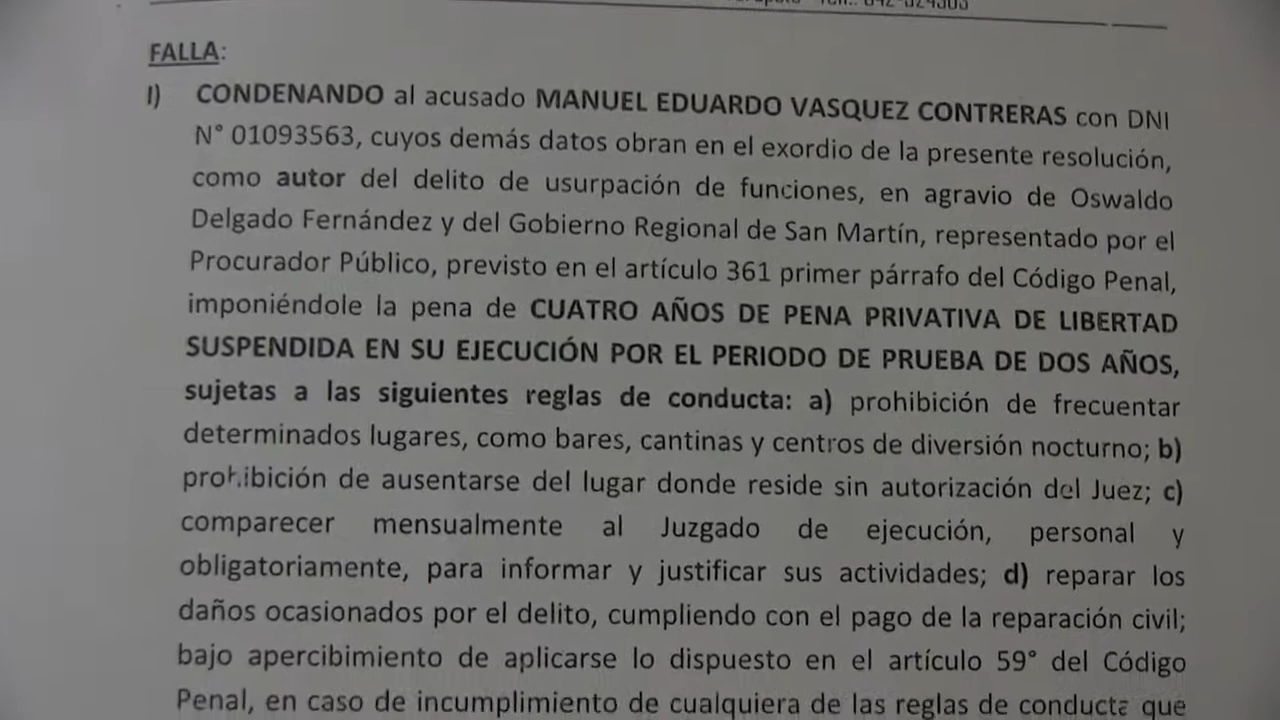 FALLA:
I) CONDENANDO al acusado MANUEL EDUARDO VASQUEZ CONTRERAS con DNI
N° 01093563, cuyos demás datos obran en el exordio de la presente resolución,
como autor del delito de usurpación de funciones, en agravio de Oswaldo
Delgado Fernández y del Gobierno Regional de San Martín, representado por el
Procurador Público, previsto en el artículo 361 primer párrafo del Código Penal,
imponiéndole la pena de CUATRO AÑOS DE PENA PRIVATIVA DE LIBERTAD
SUSPENDIDA EN SU EJECUCIÓN POR EL PERIODO DE PRUEBA DE DOS AÑOS,
sujetas a las siguientes reglas de conducta: a) prohibición de frecuentar
determinados lugares, como bares, cantinas y centros de diversión nocturno; b)
prohibición de ausentarse del lugar donde reside sin autorización del Juez; c)
comparecer mensualmente al Juzgado de ejecución, personal y
obligatoriamente, para informar y justificar sus actividades; d) reparar los
daños ocasionados por el delito, cumpliendo con el pago de la reparación civil;
bajo apercibimiento de aplicarse lo dispuesto en el artículo 59° del Código
Penal, en caso de incumplimiento de cualquiera de las reglas de conducta que